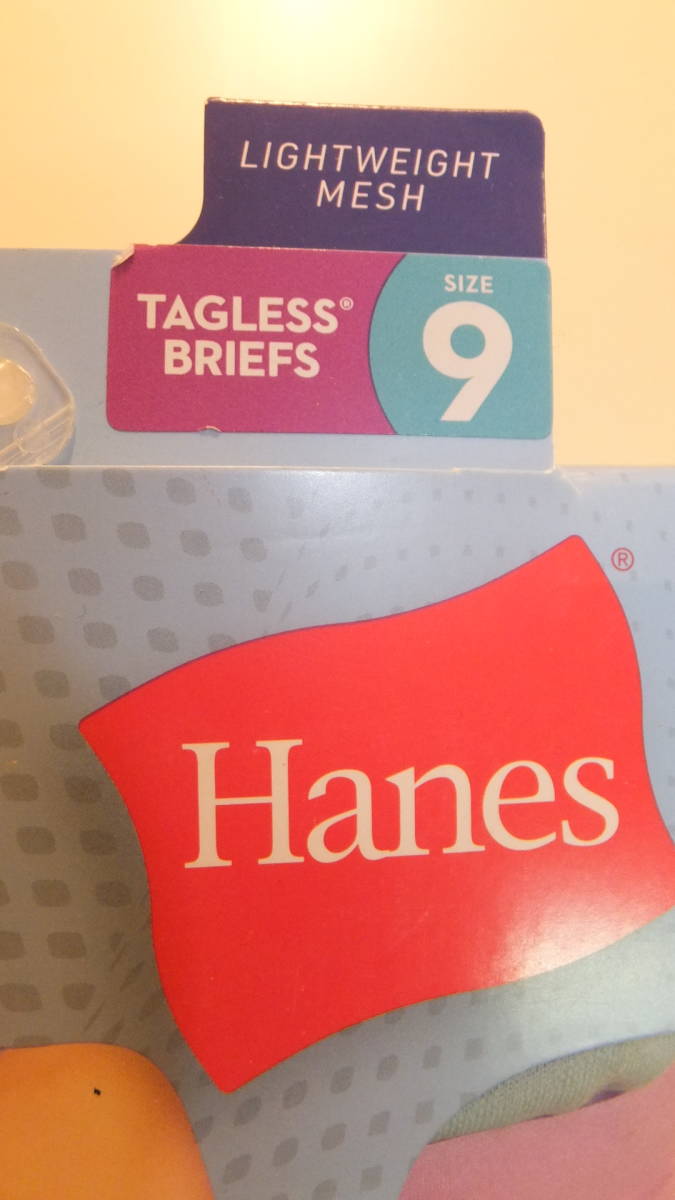 LIGHTWEIGHT
MESH
TAGLESS®
BRIEFS
SIZE
9
®
Hanes